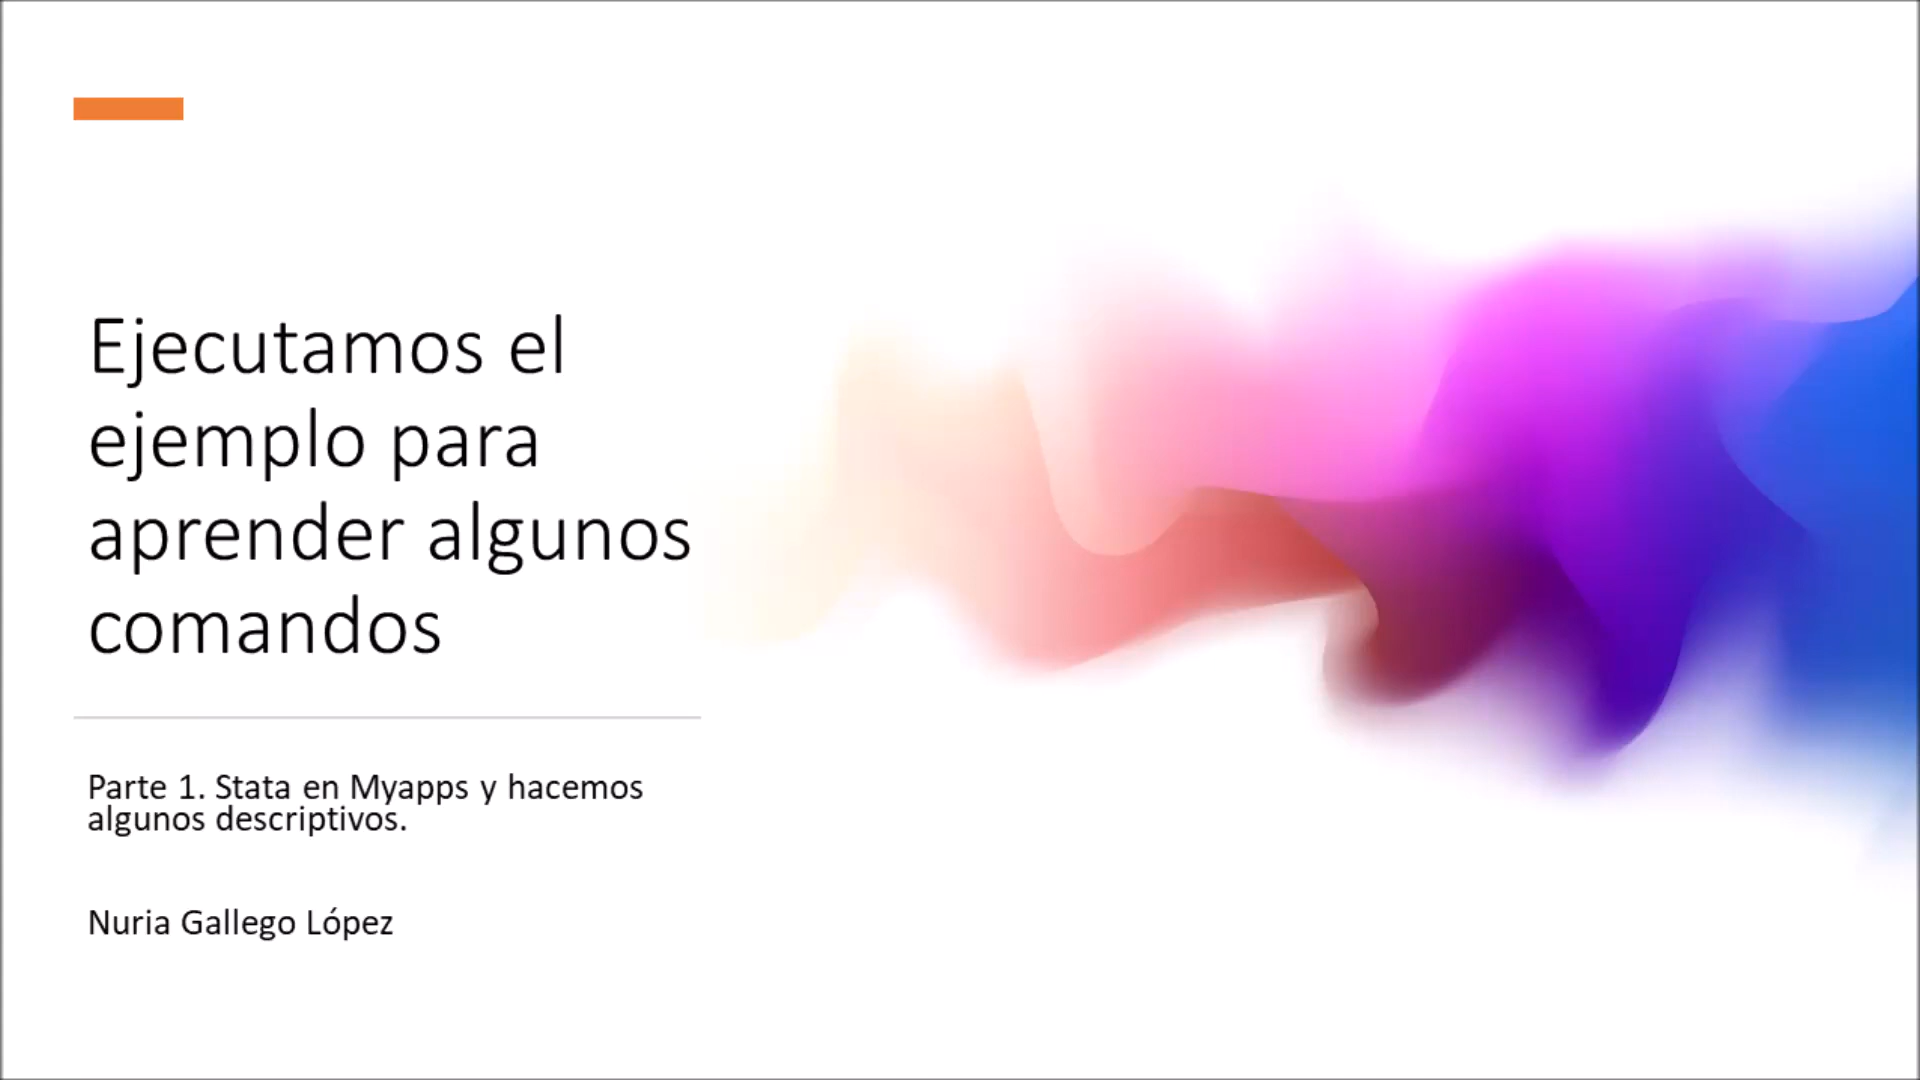 Ejecutamos el
ejemplo para
aprender algunos
comandos
Parte 1. Stata en Myapps y hacemos
algunos descriptivos.
Nuria Gallego López